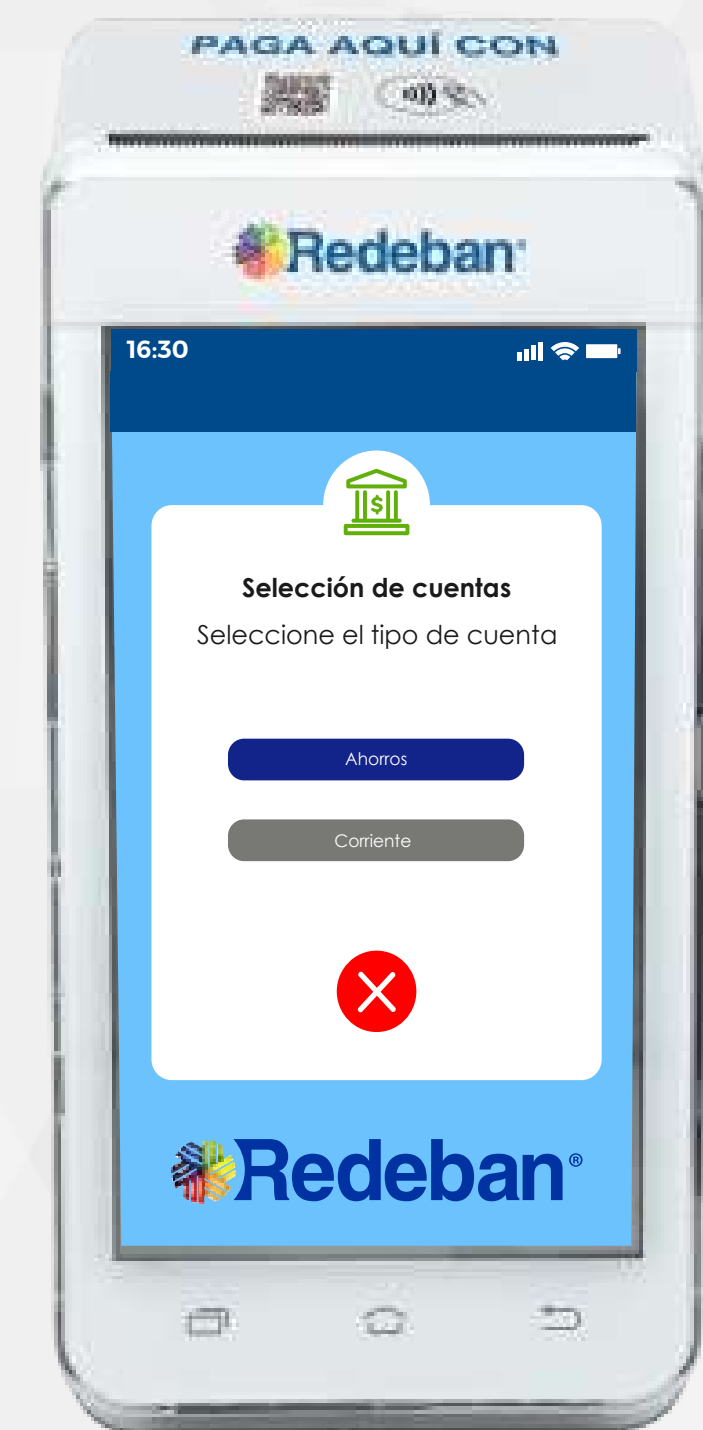 PAGA AQUÍ CON
Redeban
16:30
$
Selección de cuentas
Seleccione el tipo de cuenta
Ahorros
Corriente
Redeban®